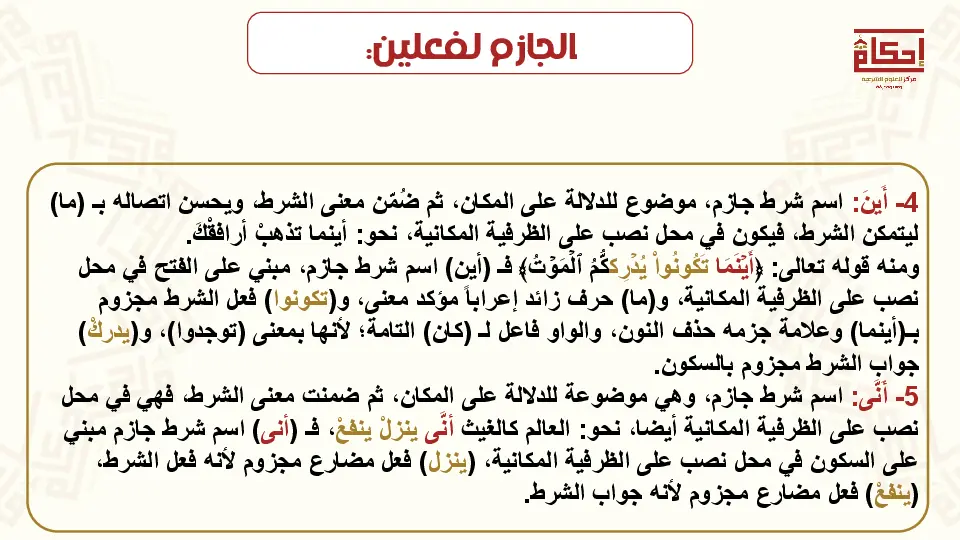 الجازم لفعلين:
إحكام
مركز للعلوم الشرعية
4- أَينَ: اسم شرط جازم، موضوع للدلالة على المكان، ثم ضُمّن معنى الشرط، ويحسن اتصاله بـ (ما)
ليتمكن الشرط، فيكون في محل نصب على الظرفية المكانية، نحو: أينما تذهبْ أرافقْكَ.
ومنه قوله تعالى: ﴿أَيۡنَمَا تَكُونُواْ يُدۡرِككُّمُ ٱلۡمَوۡتُ﴾ فـ (أين) اسم شرط جازم، مبني على الفتح في محل
نصب على الظرفية المكانية، و(ما) حرف زائد إعراباً مؤكد معنى، و(تكونوا) فعل الشرط مجزوم
بـ(أينما) وعلامة جزمه حذف النون، والواو فاعل لـ (كان) التامة؛ لأنها بمعنى (توجدوا)، و(يدركْ)
جواب الشرط مجزوم بالسكون.
5- أنَّى: اسم شرط جازم، وهي موضوعة للدلالة على المكان، ثم ضمنت معنى الشرط، فهي في محل
نصب على الظرفية المكانية أيضا، نحو: العالم كالغيث أنَّى ينزلْ ينفعْ، فـ (أنى) اسم شرط جازم مبني
على السكون في محل نصب على الظرفية المكانية، (ينزل) فعل مضارع مجزوم لأنه فعل الشرط،
(ينفعْ) فعل مضارع مجزوم لأنه جواب الشرط.